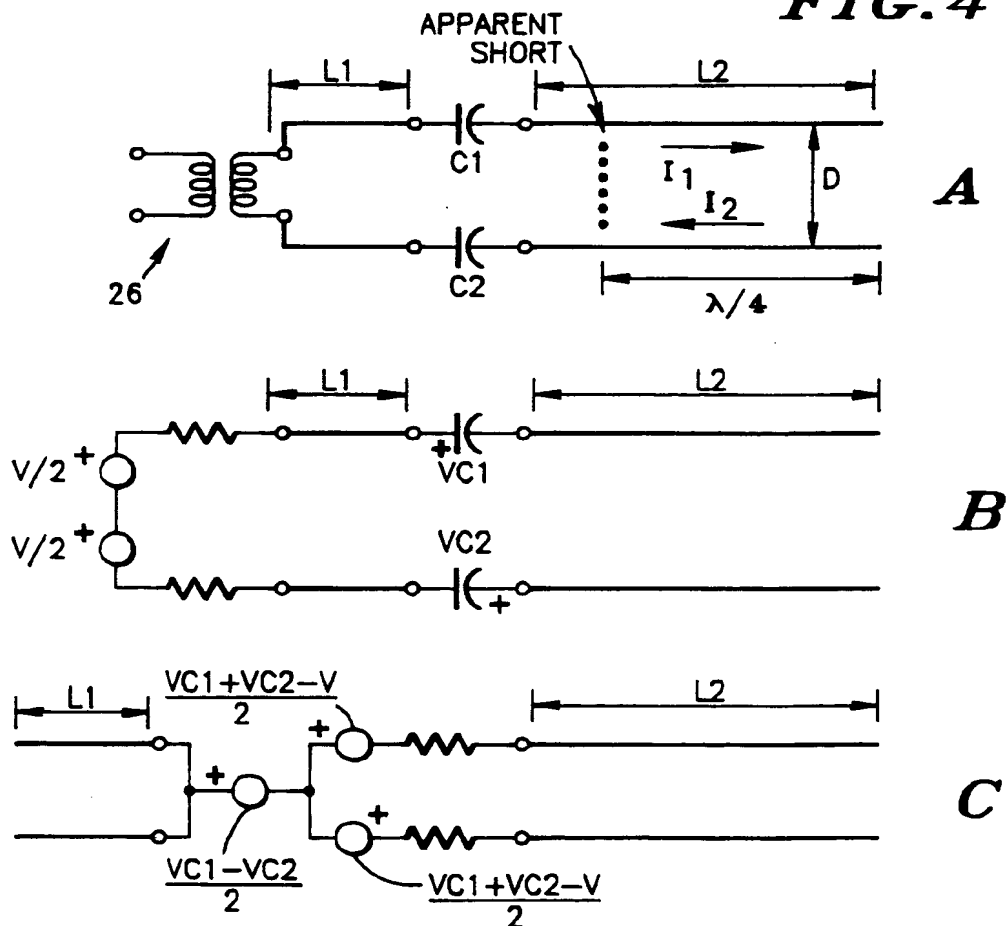 FIG. 4
APPARENT
SHORT
L1
L2
C1
I1
I2
D
A
26
C2
λ/4
L1
L2
V/2 +
+
VC1
B
V/2 +
VC2
+
L1
VC1+VC2-V
2
L2
+
+
+
C
VC1-VC2
2
VC1+VC2-V
2